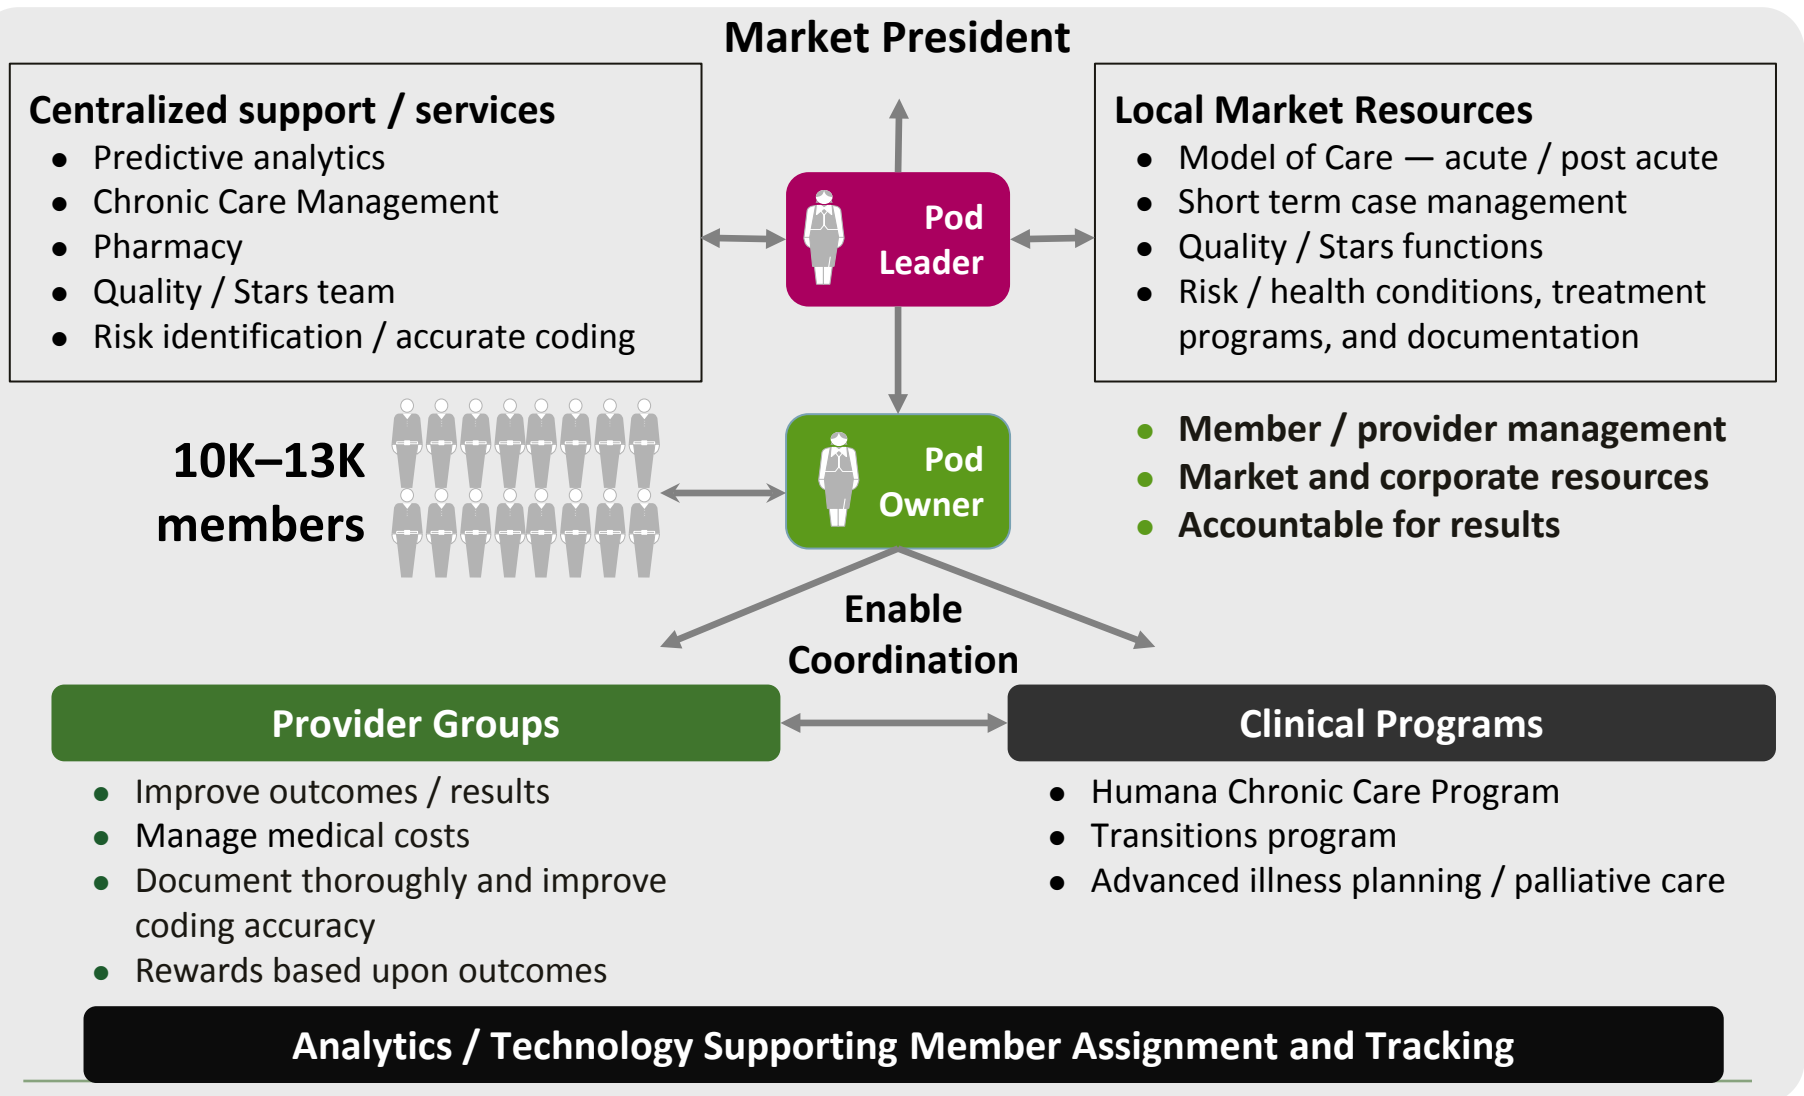 Market President
Centralized support / services
● Predictive analytics
● Chronic Care Management
● Pharmacy
● Quality / Stars team
● Risk identification / accurate coding
Pod
Leader
Local Market Resources
● Model of Care — acute / post acute
● Short term case management
● Quality / Stars functions
● Risk / health conditions, treatment
programs, and documentation
10K–13K
members
Pod
Owner
● Member / provider management
● Market and corporate resources
● Accountable for results
Enable
Coordination
Provider Groups
● Improve outcomes / results
● Manage medical costs
● Document thoroughly and improve
coding accuracy
● Rewards based upon outcomes
Clinical Programs
● Humana Chronic Care Program
● Transitions program
● Advanced illness planning / palliative care
Analytics / Technology Supporting Member Assignment and Tracking